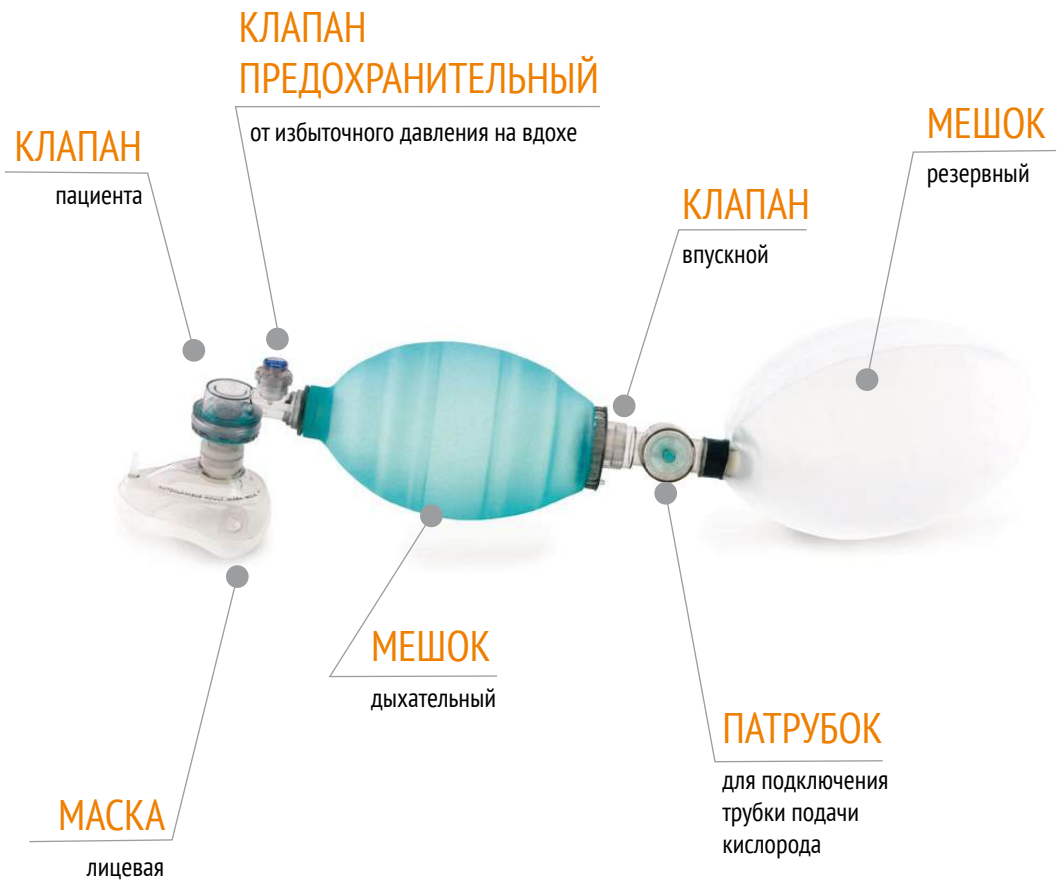 КЛАПАН
ПРЕДОХРАНИТЕЛЬНЫЙ
от избыточного давления на вдохе
КЛАПАН
пациента
МЕШОК
резервный
КЛАПАН
впускной
МЕШОК
дыхательный
ПАТРУБОК
для подключения
трубки подачи
кислорода
МАСКА
лицевая